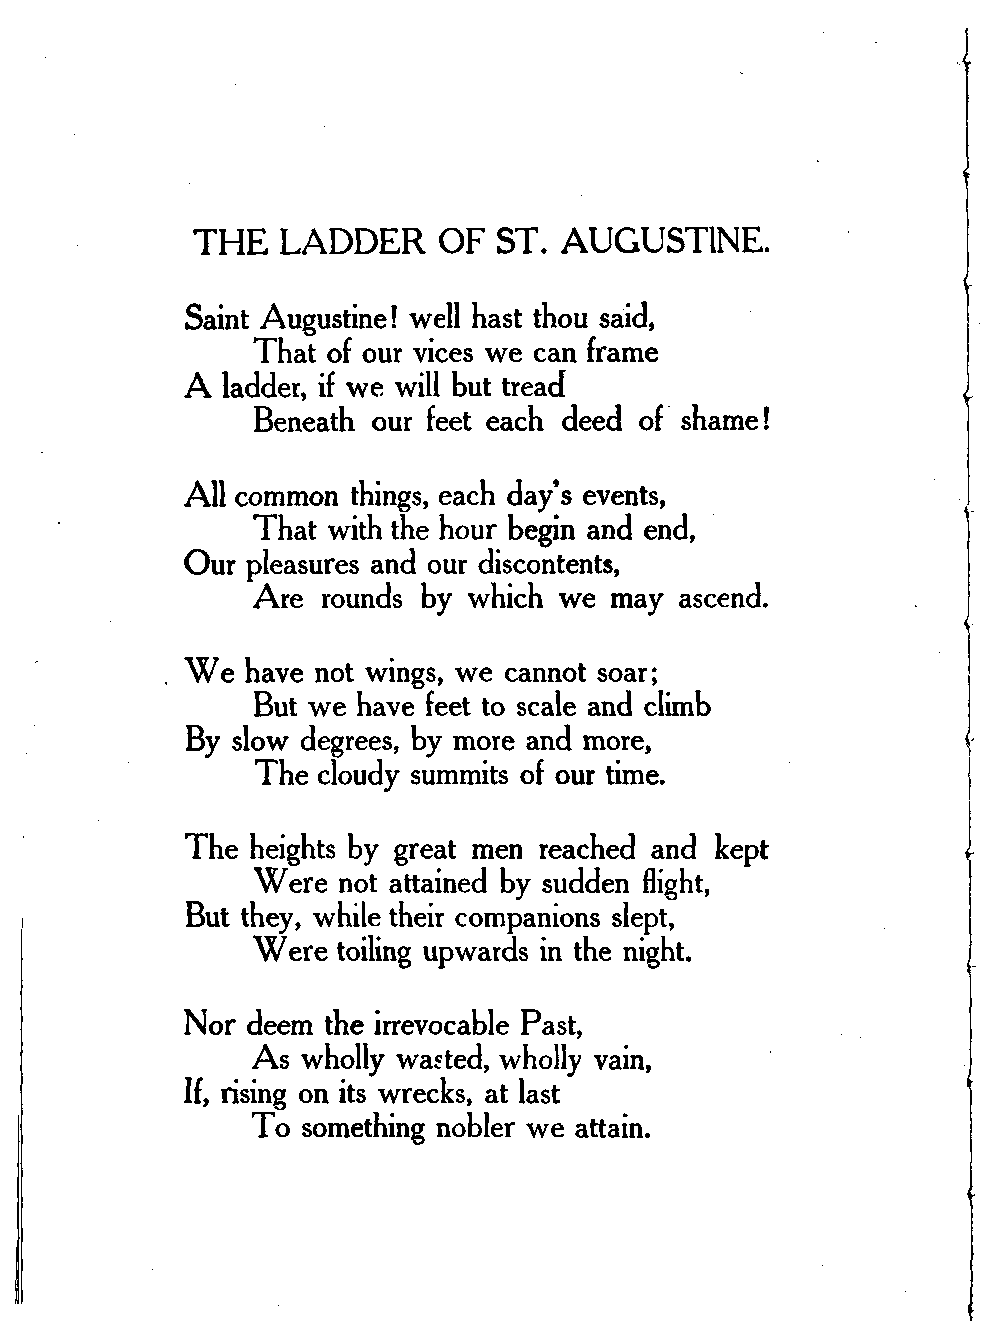 THE LADDER OF ST. AUGUSTINE.
Saint Augustine! well hast thou said,
That of our vices we can frame
A ladder, if we will but tread
Beneath our feet each deed of shame!
All common things, each day's events,
That with the hour begin and end,
Our pleasures and our discontents,
Are rounds by which we may ascend.
We have not wings, we cannot soar;
But we have feet to scale and climb
By slow degrees, by more and more,
The cloudy summits of our time.
The heights by great men reached and kept
Were not attained by sudden flight,
But they, while their companions slept,
Were toiling upwards in the night.
Nor deem the irrevocable Past,
As wholly wasted, wholly vain,
If, rising on its wrecks, at last
To something nobler we attain.